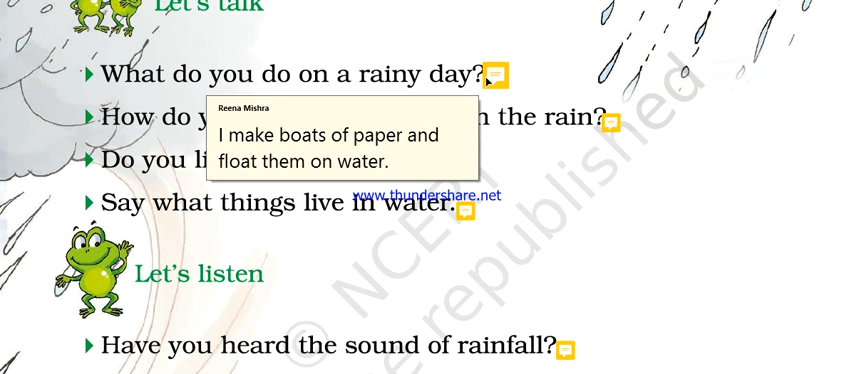 Let's talk
What do you do on a rainy day?
How do y
n the rain?
Reena Mishra
I make boats of paper and
float them on water.
Do you li
www.thundershare.net
Say what things live in water.
Let's listen
Have you heard the sound of rainfall?
© NCERT
be republished